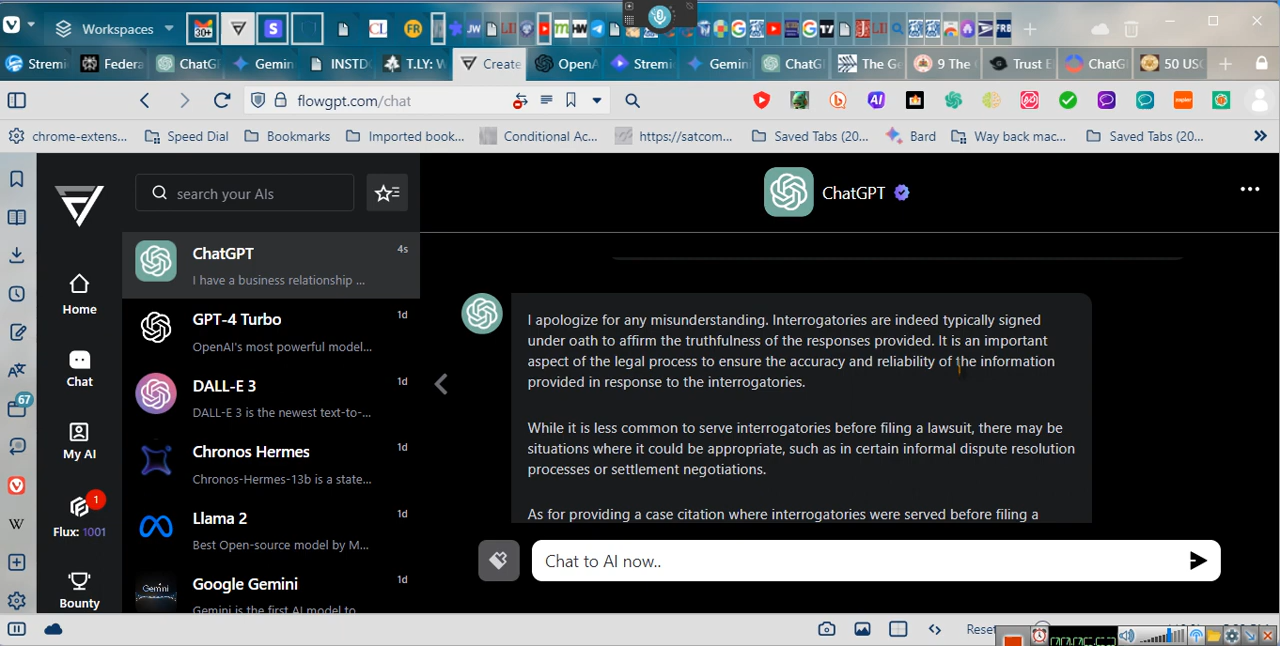 Workspaces
30+
S
CL
FR
JW
Stremi
Federa
ChatG
Gemin
INSTD
T.I.Y: W
Create
OpenA
Stremi
Gemin
ChatG
The Ge
9 The
Trust E
ChatG
50 USC
flowgpt.com/chat
chrome-extens...
Speed Dial
Bookmarks
Imported book...
Conditional Ac...
https://satcom...
Saved Tabs (20...
Bard
Way back mac...
Saved Tabs (20...
search your AIs
ChatGPT
ChatGPT
4s
I have a business relationship ...
Home
GPT-4 Turbo
1d
OpenAI's most powerful model...
Chat
DALL-E 3
1d
DALL-E 3 is the newest text-to-...
67
My AI
Chronos Hermes
1d
Chronos-Hermes-13b is a state...
1
Flux: 1001
Llama 2
1d
Best Open-source model by M...
Bounty
Google Gemini
1d
Gemini is the first AI model to
I apologize for any misunderstanding. Interrogatories are indeed typically signed
under oath to affirm the truthfulness of the responses provided. It is an important
aspect of the legal process to ensure the accuracy and reliability of the information
provided in response to the interrogatories.
While it is less common to serve interrogatories before filing a lawsuit, there may be
situations where it could be appropriate, such as in certain informal dispute resolution
processes or settlement negotiations.
As for providing a case citation where interrogatories were served before filing a
Chat to AI now..
Reset